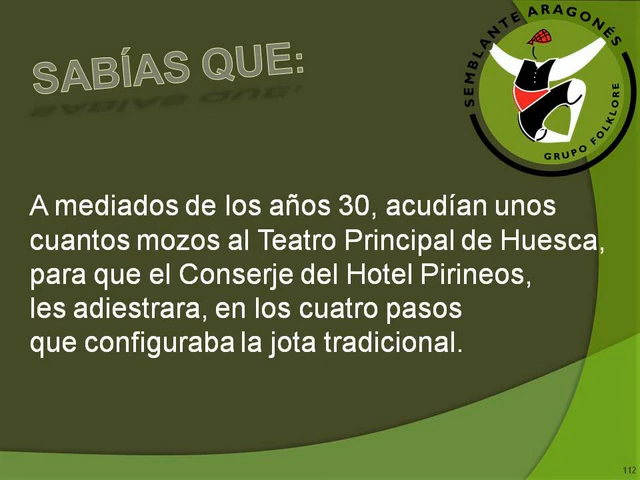 SABÍAS QUE:
SEMBLANTE ARAGONÉS
GRUPO FOLKLORE
A mediados de los años 30, acudían unos
cuantos mozos al Teatro Principal de Huesca,
para que el Conserje del Hotel Pirineos,
les adiestrara, en los cuatro pasos
que configuraba la jota tradicional.
112